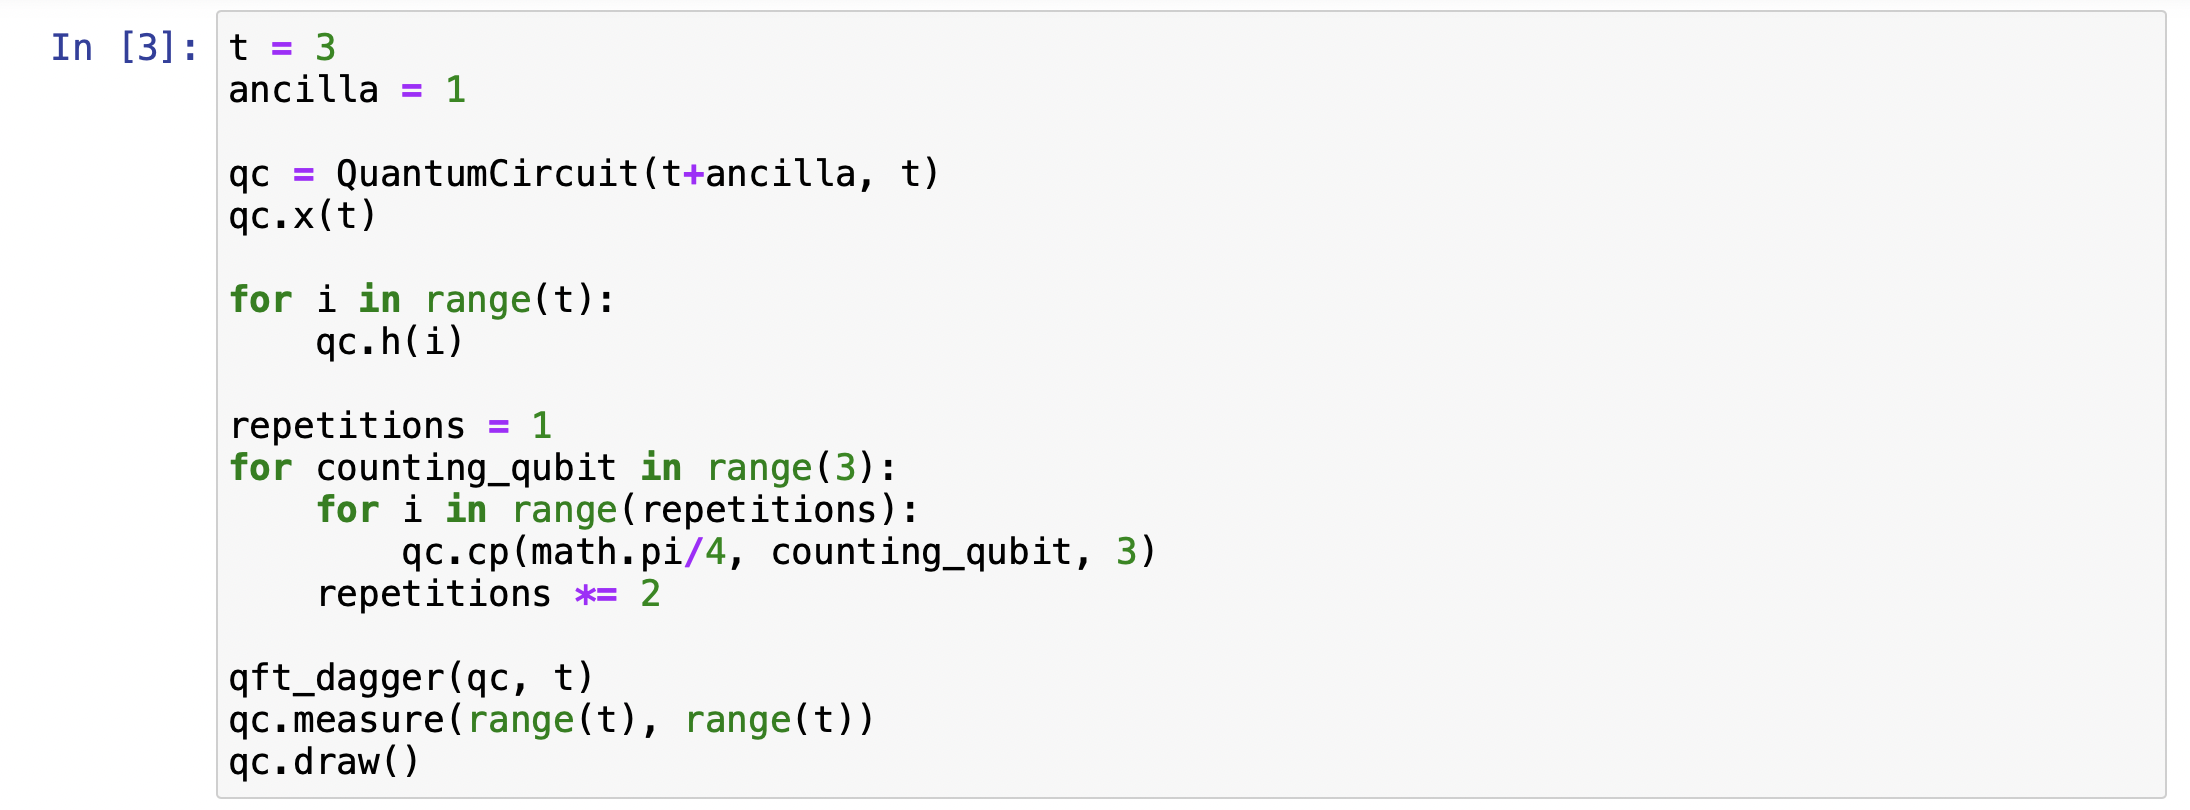 In [3]: t = 3
ancilla = 1

qc = QuantumCircuit(t+ancilla, t)
qc.x(t)

for i in range(t):
    qc.h(i)

repetitions = 1
for counting_qubit in range(3):
    for i in range(repetitions):
        qc.cp(math.pi/4, counting_qubit, 3)
    repetitions *= 2

qft_dagger(qc, t)
qc.measure(range(t), range(t))
qc.draw()